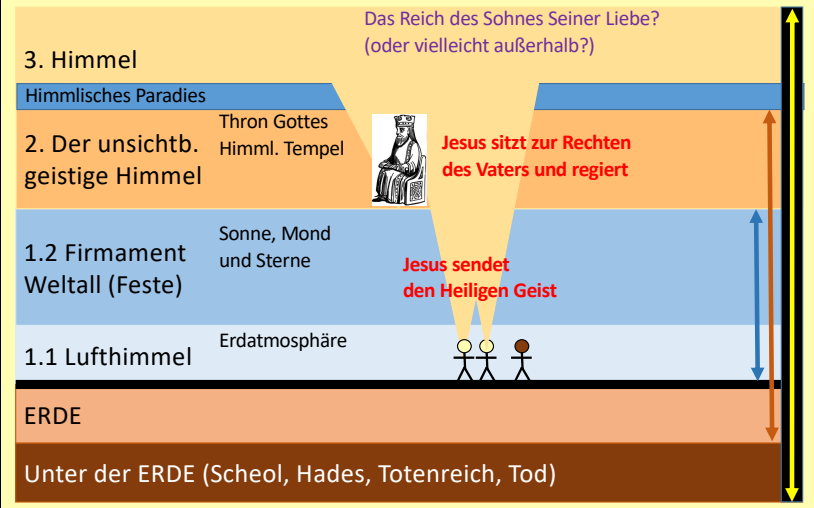 Das Reich des Sohnes Seiner Liebe?
(oder vielleicht außerhalb?)
3. Himmel
Himmlisches Paradies
2. Der unsichtb.
geistige Himmel
Thron Gottes
Himml. Tempel
Jesus sitzt zur Rechten
des Vaters und regiert
1.2 Firmament
Weltall (Feste)
Sonne, Mond
und Sterne
Jesus sendet
den Heiligen Geist
1.1 Lufthimmel
Erdatmosphäre
ERDE
Unter der ERDE (Scheol, Hades, Totenreich, Tod)